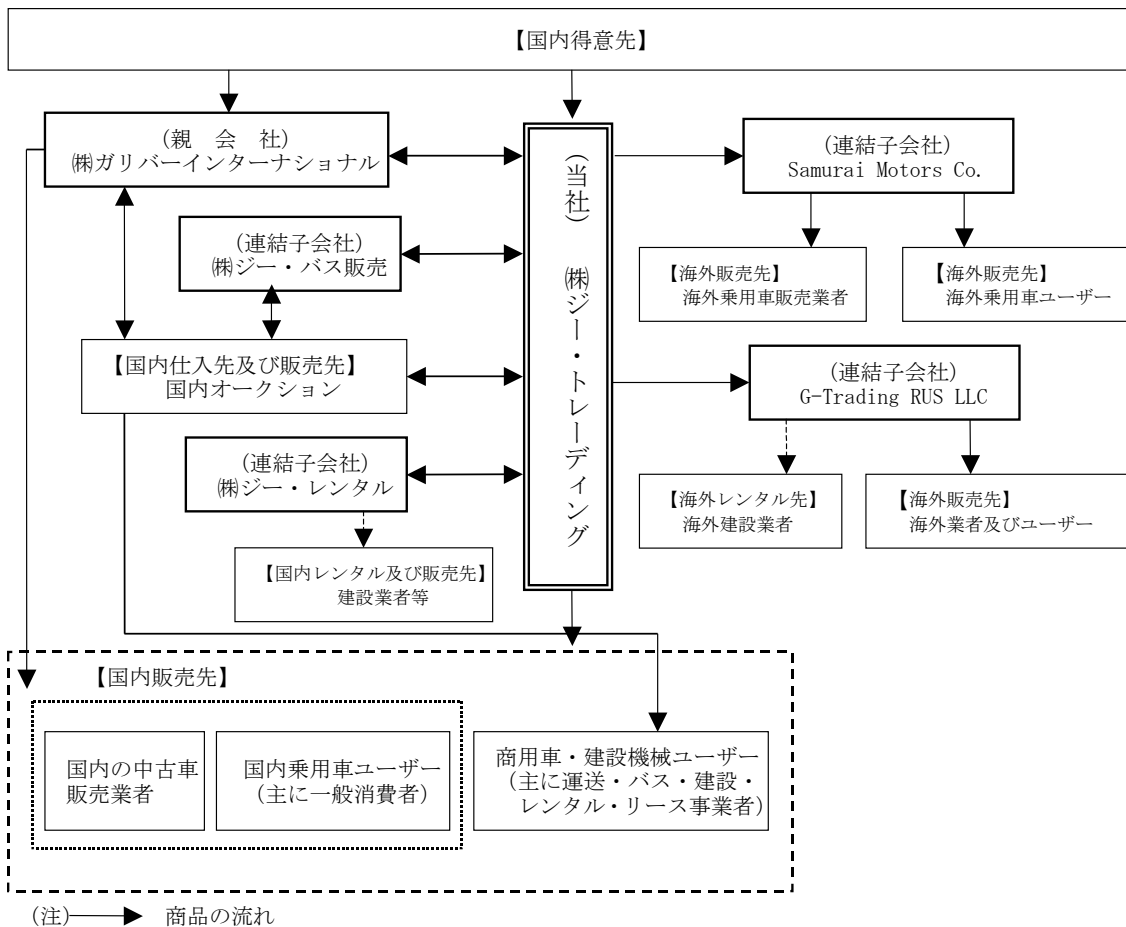 【国内得意先】
(親　会　社)
㈱ガリバーインターナショナル
(連結子会社)
㈱ジー・バス販売
【国内仕入先及び販売先】
国内オークション
(連結子会社)
㈱ジー・レンタル
【国内レンタル及び販売先】
建設業者等
(当社)　㈱ジー・トレーディング
(連結子会社)
Samurai Motors Co.
【海外販売先】
海外乗用車販売業者
【海外販売先】
海外乗用車ユーザー
(連結子会社)
G-Trading RUS LLC
【海外レンタル先】
海外建設業者
【海外販売先】
海外業者及びユーザー
【国内販売先】
国内の中古車
販売業者
国内乗用車ユーザー
(主に一般消費者)
商用車・建設機械ユーザー
(主に運送・バス・建設・
レンタル・リース事業者)
(注)　商品の流れ